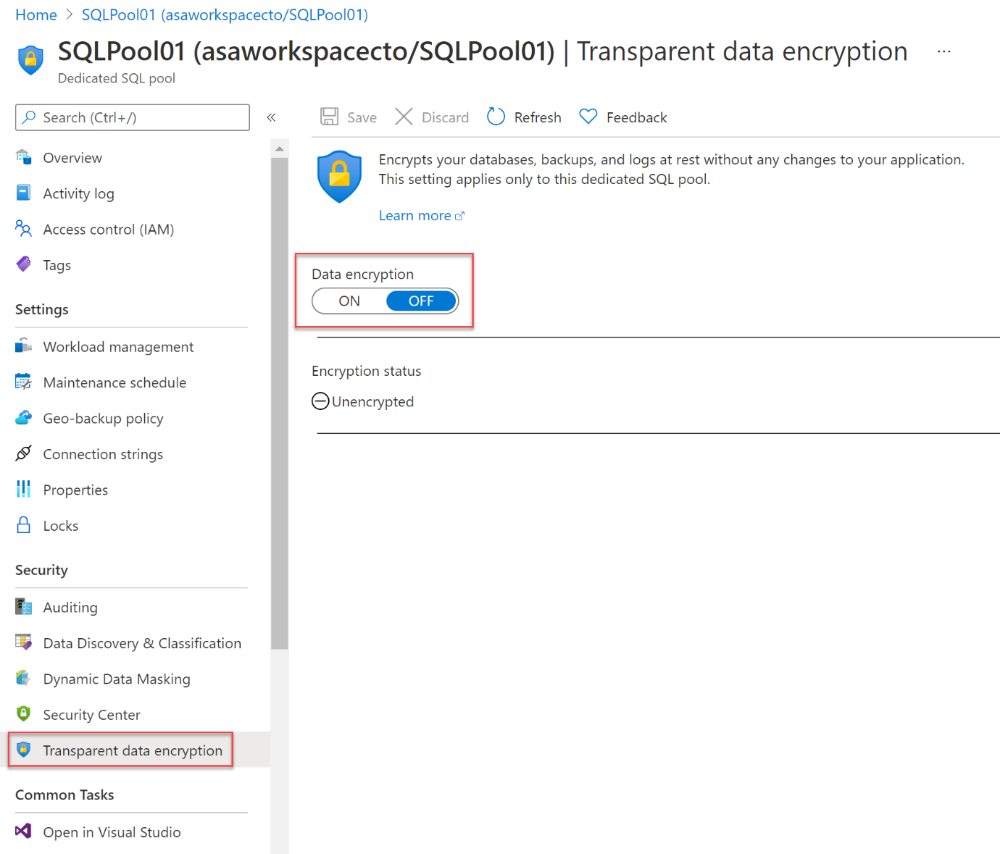 Home > SQLPool01 (asaworkspacecto/SQLPool01)
SQLPool01 (asaworkspacecto/SQLPool01) | Transparent data encryption ...
Dedicated SQL pool
Search (Ctrl+/)
«
Save
Discard
Refresh
Feedback
Overview
Activity log
Access control (IAM)
Tags
Settings
Workload management
Maintenance schedule
Geo-backup policy
Connection strings
Properties
Locks
Security
Auditing
Data Discovery & Classification
Dynamic Data Masking
Security Center
Transparent data encryption
Common Tasks
Open in Visual Studio
Encrypts your databases, backups, and logs at rest without any changes to your application.
This setting applies only to this dedicated SQL pool.
Learn more
Data encryption
ON OFF
Encryption status
Unencrypted